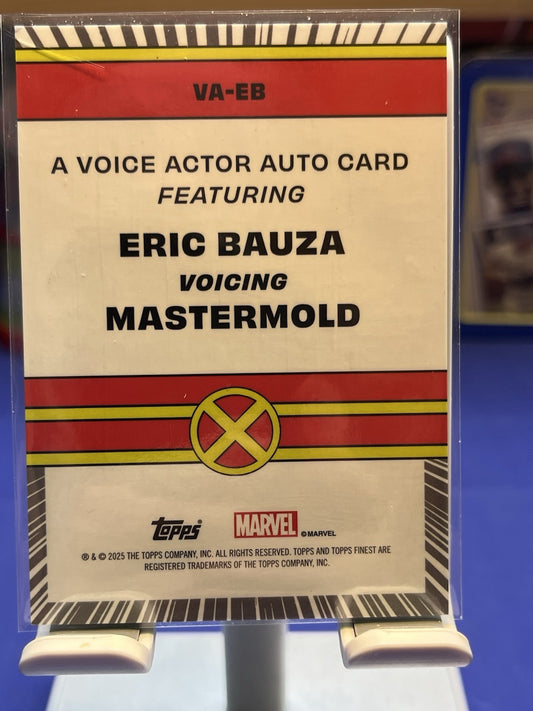 VA-EB
A VOICE ACTOR AUTO CARD
FEATURING
ERIC BAUZA
VOICING
MASTERMOLD
topps MARVEL © MARVEL
® & © 2025 THE TOPPS COMPANY, INC. ALL RIGHTS RESERVED. TOPPS AND TOPPS FINEST ARE
REGISTERED TRADEMARKS OF THE TOPPS COMPANY, INC.